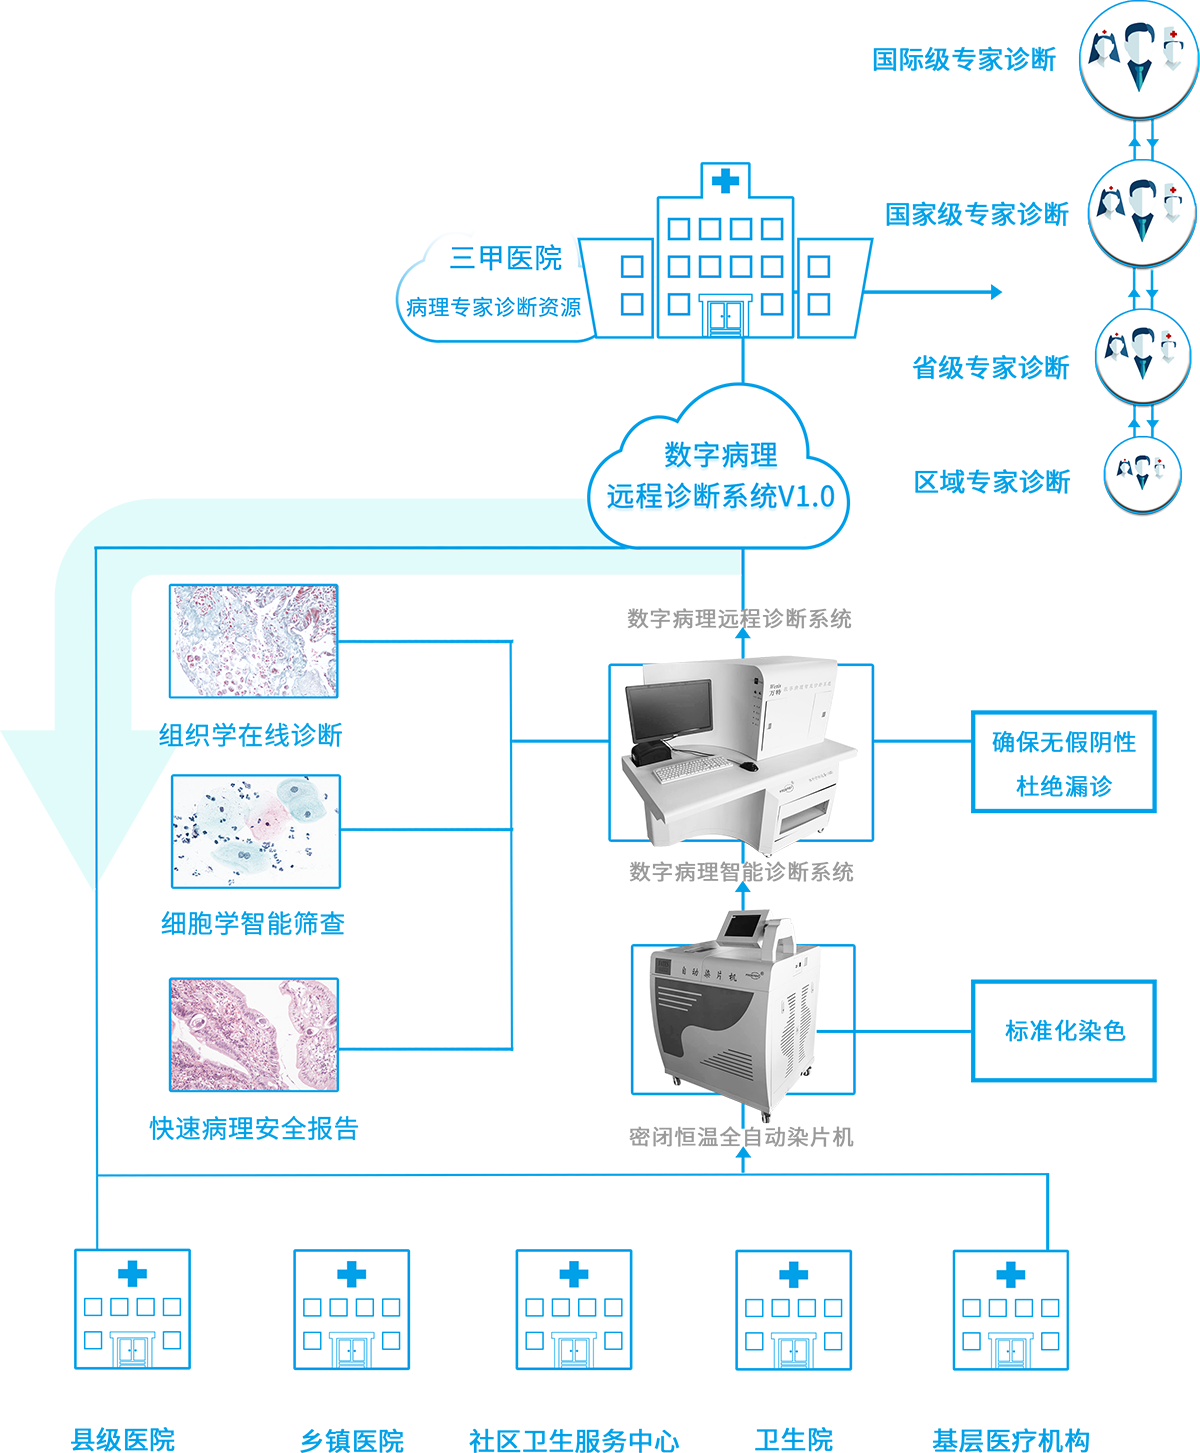 国际级专家诊断
国家级专家诊断
三甲医院
病理专家诊断资源
省级专家诊断
数字病理
远程诊断系统V1.0
区域专家诊断
数字病理远程诊断系统
万特
组织学在线诊断
确保无假阴性
杜绝漏诊
数字病理智能诊断系统
细胞学智能筛查
自动染片机
标准化染色
快速病理安全报告
密闭恒温全自动染片机
县级医院
乡镇医院
社区卫生服务中心
卫生院
基层医疗机构